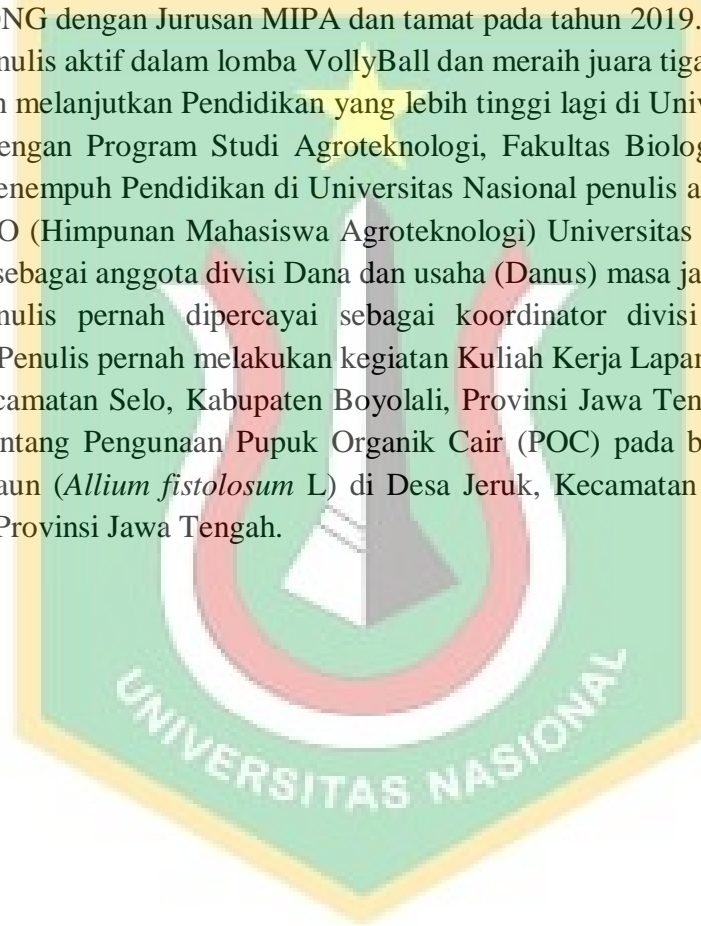 ONG dengan Jurusan MIPA dan tamat pada tahun 2019.
nulis aktif dalam lomba VollyBall dan meraih juara tiga
n melanjutkan Pendidikan yang lebih tinggi lagi di Univ
engan Program Studi Agroteknologi, Fakultas Biolog
enempuh Pendidikan di Universitas Nasional penulis a
O (Himpunan Mahasiswa Agroteknologi) Universitas
sebagai anggota divisi Dana dan usaha (Danus) masa ja
nulis pernah dipercayai sebagai koordinator divisi
Penulis pernah melakukan kegiatan Kuliah Kerja Lapan
camatan Selo, Kabupaten Boyolali, Provinsi Jawa Ten
ntang Pengunaan Pupuk Organik Cair (POC) pada b
aun (Allium fistolosum L) di Desa Jeruk, Kecamatan
Provinsi Jawa Tengah.
UNIVERSITAS NASIONAL